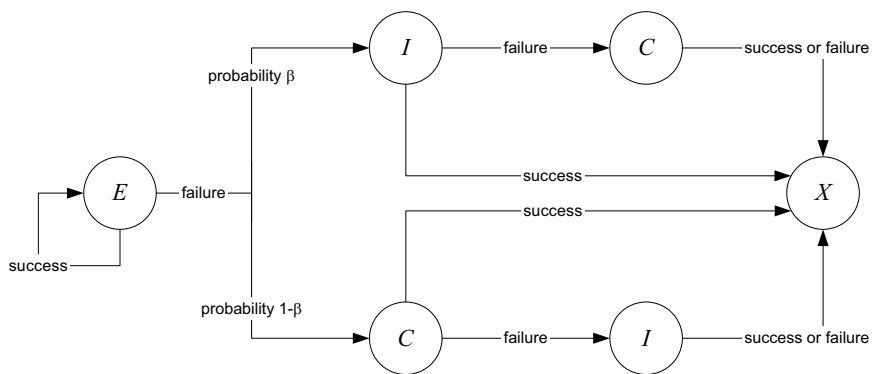 I
failure
C
success or failure
probability β
success
E
failure
X
success
success
probability 1-β
C
failure
I
success or failure